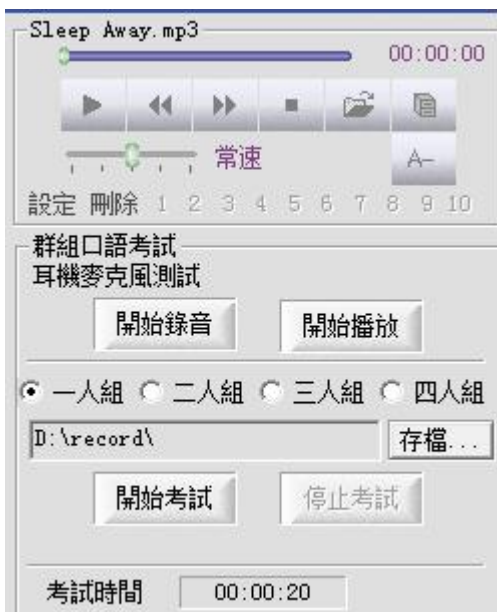 Sleep Away.mp3
00:00:00
常速
A-
設定 刪除 1 2 3 4 5 6 7 8 9 10
群組口語考試
耳機麥克風測試
開始錄音 開始播放
一人組 二人組 三人組 四人組
D:\record\ 存檔...
開始考試 停止考試
考試時間 00:00:20